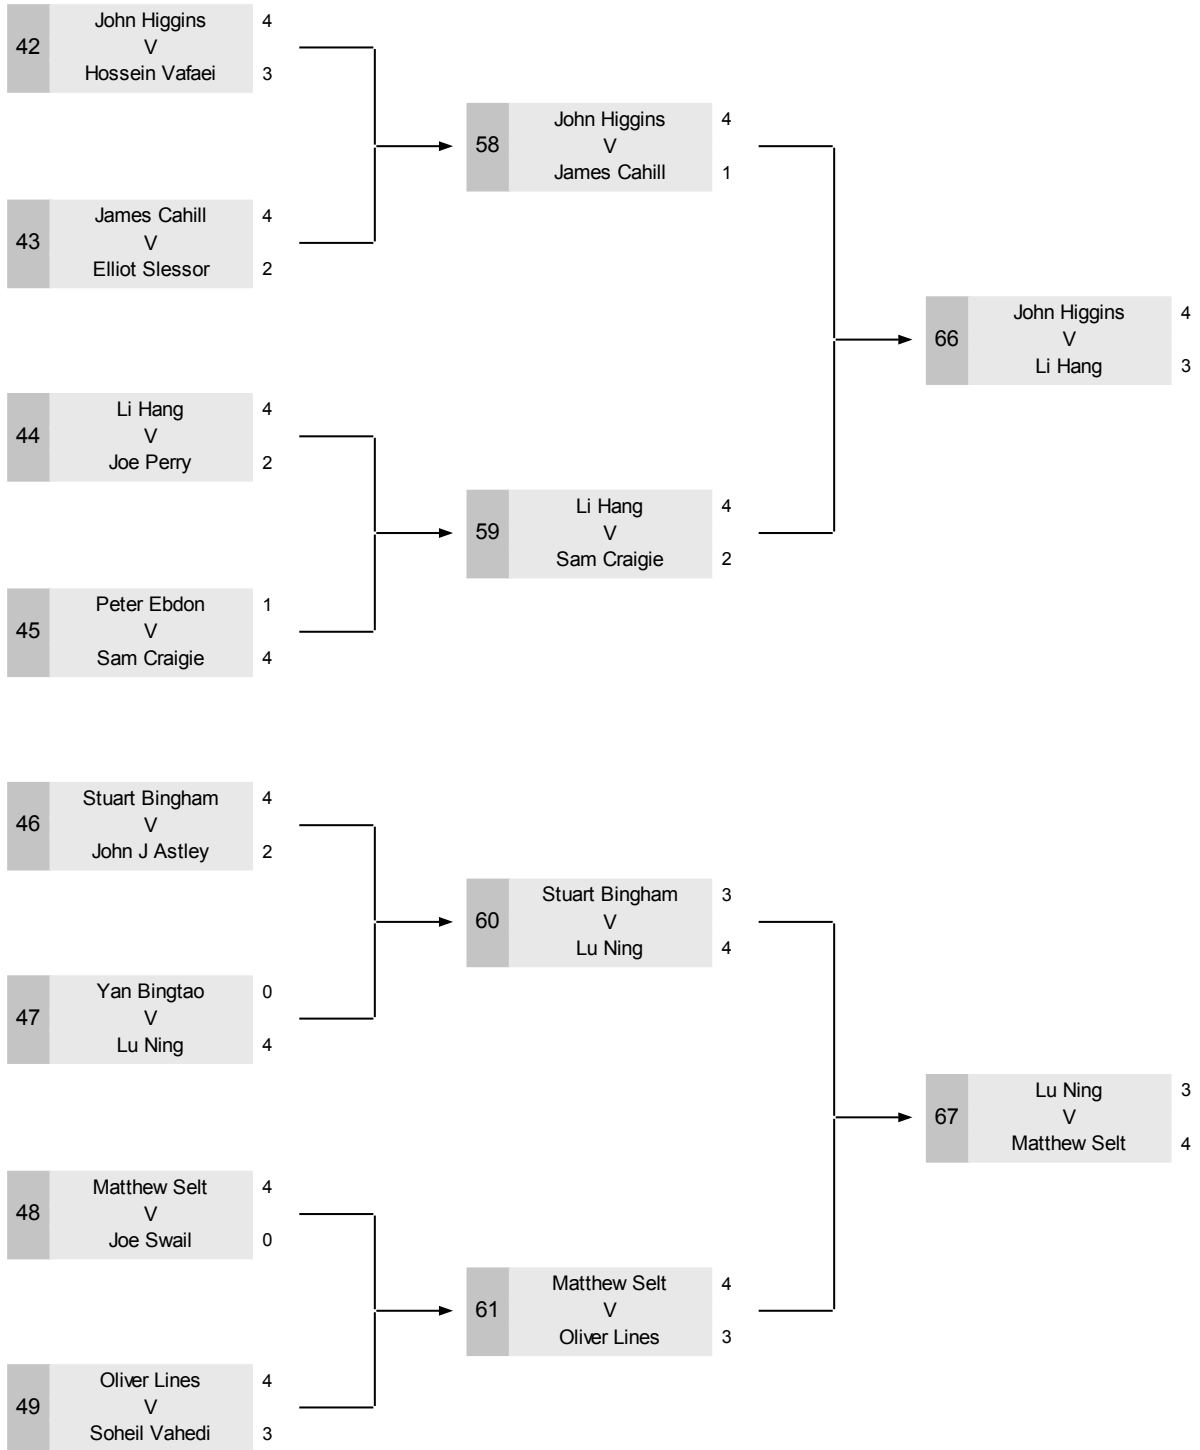 42
John Higgins 4
V
Hossein Vafaei 3
43
James Cahill 4
V
Elliot Slessor 2
44
Li Hang 4
V
Joe Perry 2
45
Peter Ebdon 1
V
Sam Craigie 4
46
Stuart Bingham 4
V
John J Astley 2
47
Yan Bingtao 0
V
Lu Ning 4
48
Matthew Selt 4
V
Joe Swail 0
49
Oliver Lines 4
V
Soheil Vahedi 3
58
John Higgins 4
V
James Cahill 1
59
Li Hang 4
V
Sam Craigie 2
60
Stuart Bingham 3
V
Lu Ning 4
61
Matthew Selt 4
V
Oliver Lines 3
66
John Higgins 4
V
Li Hang 3
67
Lu Ning 3
V
Matthew Selt 4